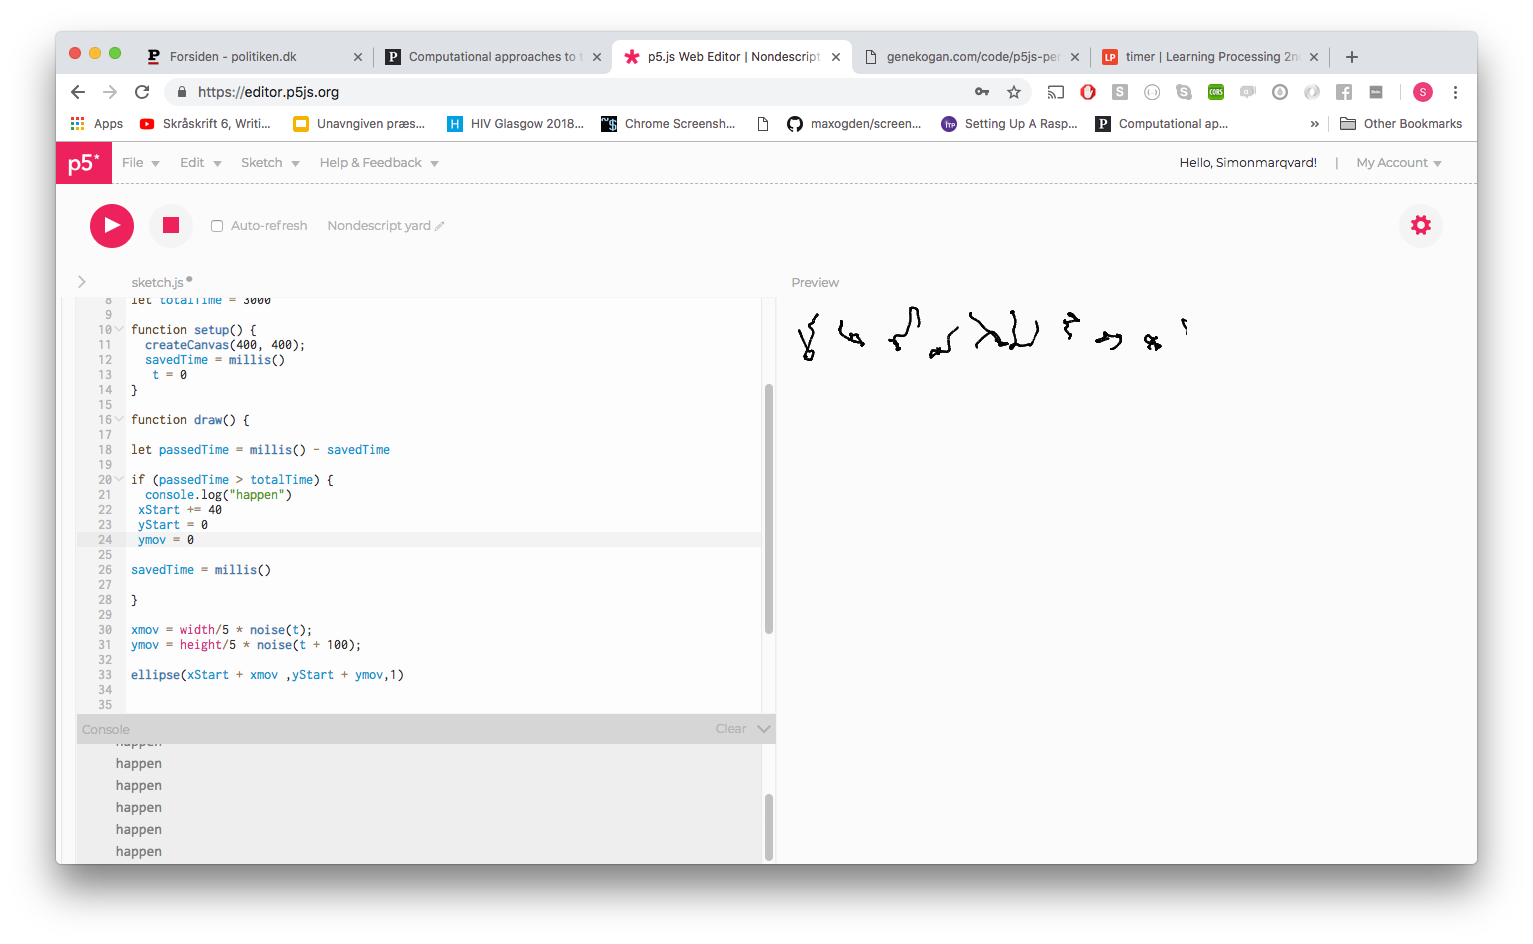 Forsiden - politiken.dk
Computational approaches to t
p5.js Web Editor | Nondescript
genekogan.com/code/p5js-per
timer | Learning Processing 2n
https://editor.p5js.org
Apps
Skråskrift 6, Writi...
Unavngiven præs...
HIV Glasgow 2018...
Chrome Screensh...
maxogden/screen...
Setting Up A Rasp...
Computational ap...
»
Other Bookmarks
p5*
File
Edit
Sketch
Help & Feedback
Hello, Simonmarqvard!
|
My Account
Auto-refresh
Nondescript yard
sketch.js
Preview
8 let totalTime = 3000
9
10 function setup() {
11 createCanvas(400, 400);
12 savedTime = millis()
13 t = 0
14 }
15
16 function draw() {
17
18 let passedTime = millis() - savedTime
19
20 if (passedTime > totalTime) {
21 console.log("happen")
22 xStart += 40
23 yStart = 0
24 ymov = 0
25
26 savedTime = millis()
27
28 }
29
30 xmov = width/5 * noise(t);
31 ymov = height/5 * noise(t + 100);
32
33 ellipse(xStart + xmov ,yStart + ymov,1)
34
35
Console
Clear
happen
happen
happen
happen
happen
happen